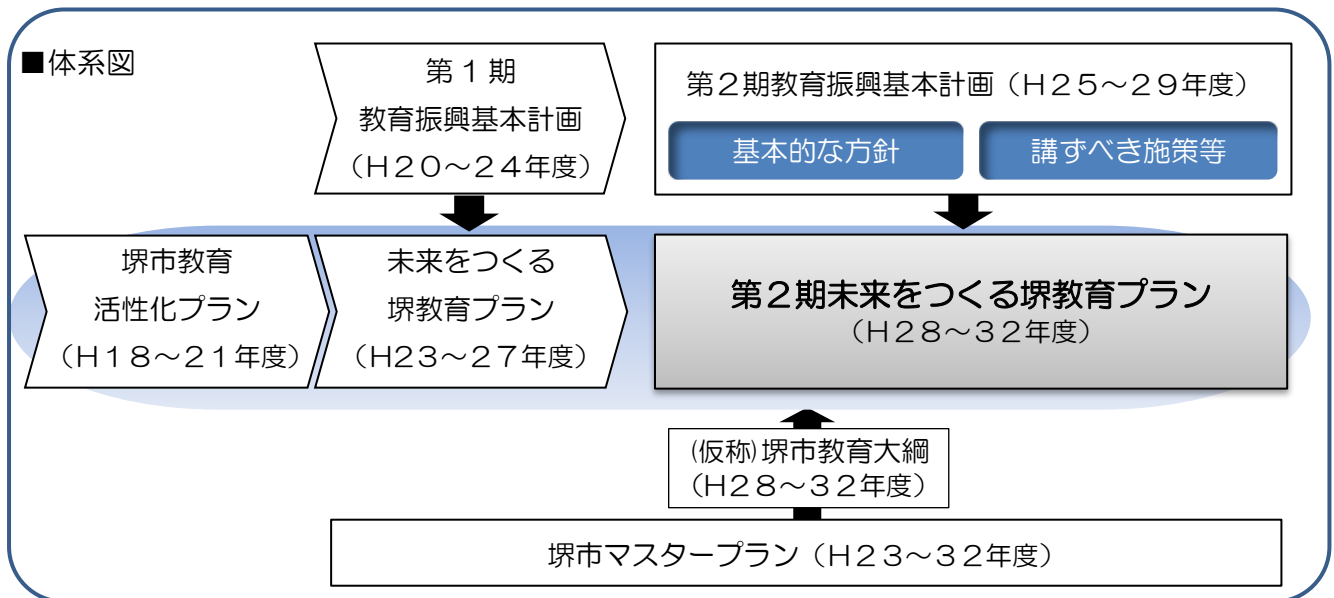 ■体系図
第1期
教育振興基本計画
（H20～24年度）
第2期教育振興基本計画（H25～29年度）
基本的な方針
講ずべき施策等
堺市教育
活性化プラン
（H18～21年度）
未来をつくる
堺教育プラン
（H23～27年度）
第2期未来をつくる堺教育プラン
（H28～32年度）
(仮称)堺市教育大綱
（H28～32年度）
堺市マスタープラン（H23～32年度）